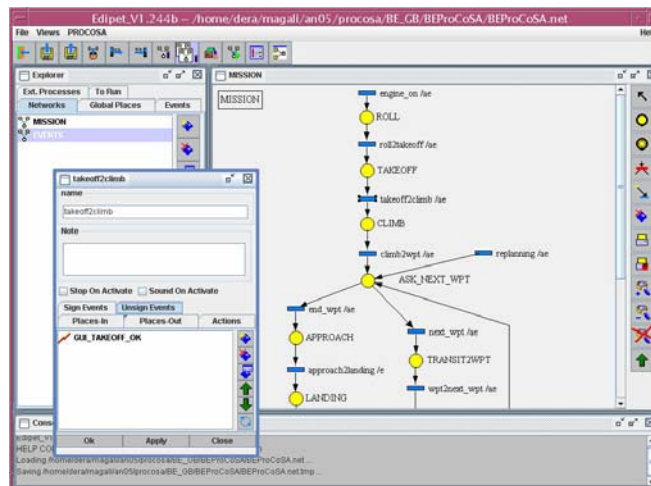 Edipet_V1.244b – /home/dera/magali/an05/procosa/BE_GB/BEProCoSA/BEProCoSA.net
File Views PROCOSA
Hel
Explorer
Ext. Processes To Run
Networks Global Places Events
MISSION
EVENTS
MISSION
MISSION
engine_on /ae
ROLL
roll2takeoff /ae
TAKEOFF
takeoff2climb /ae
CLIMB
climb2wpt /ae
replanning /ae
ASK_NEXT_WPT
end_wpt /ae
next_wpt /ae
APPROACH
TRANSIT2WPT
approach2landing /e
wpt2next_wpt /ae
LANDING
takeoff2climb
name
takeoff2climb
Note
Stop On Activate Sound On Activate
Sign Events Unsign Events
Places-In Places-Out Actions
GUI_TAKEOFF_OK
Ok Apply Close
Cons
Edipet_V1
HELP CO
Loading /home/dera/magali/an05/procosa/BE_GB/BEProCoSA/BEProCoSA.net ...
Saving /home/dera/magali/an05/procosa/BE_GB/BEProCoSA/BEProCoSA.net.tmp ...